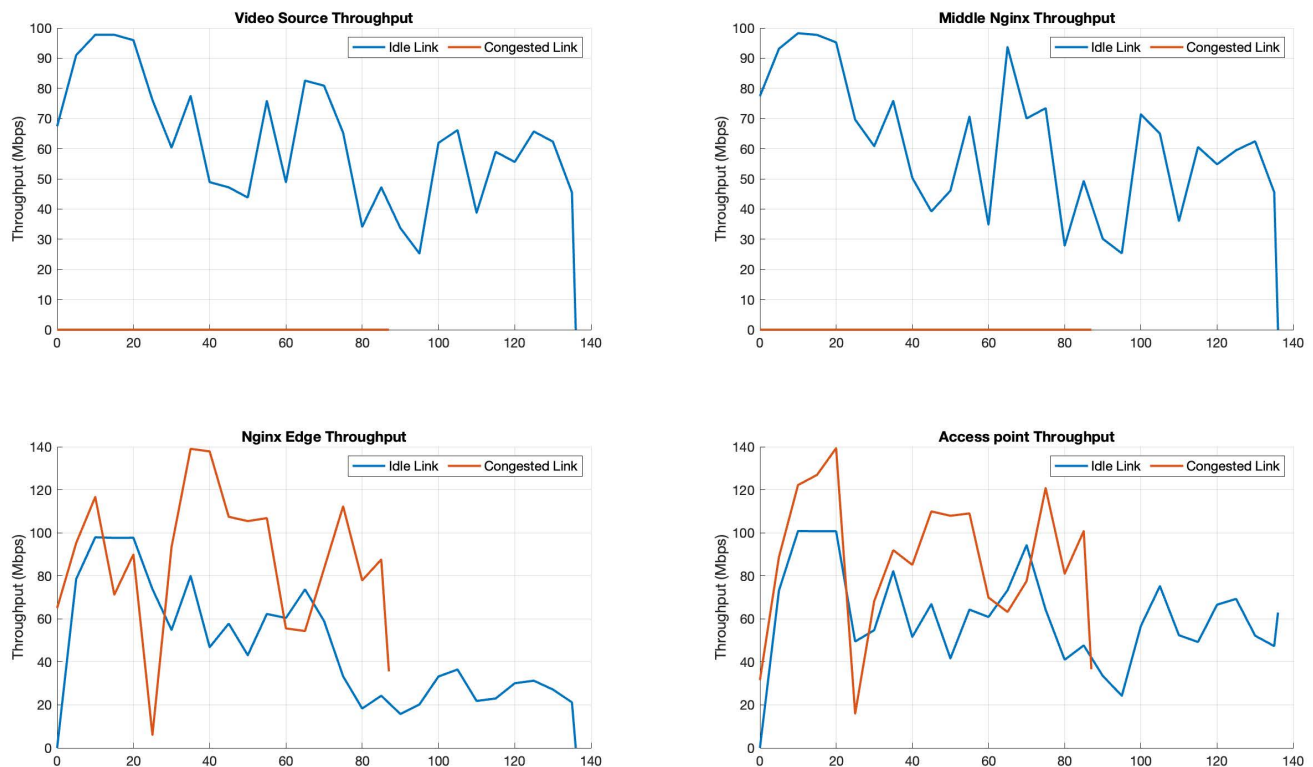 Video Source Throughput
Throughput (Mbps)
Idle Link
Congested Link
100
90
80
70
60
50
40
30
20
10
0
0 20 40 60 80 100 120 140
Middle Nginx Throughput
Throughput (Mbps)
Idle Link
Congested Link
100
90
80
70
60
50
40
30
20
10
0
0 20 40 60 80 100 120 140
Nginx Edge Throughput
Throughput (Mbps)
Idle Link
Congested Link
140
120
100
80
60
40
20
0
0 20 40 60 80 100 120 140
Access point Throughput
Throughput (Mbps)
Idle Link
Congested Link
140
120
100
80
60
40
20
0
0 20 40 60 80 100 120 140